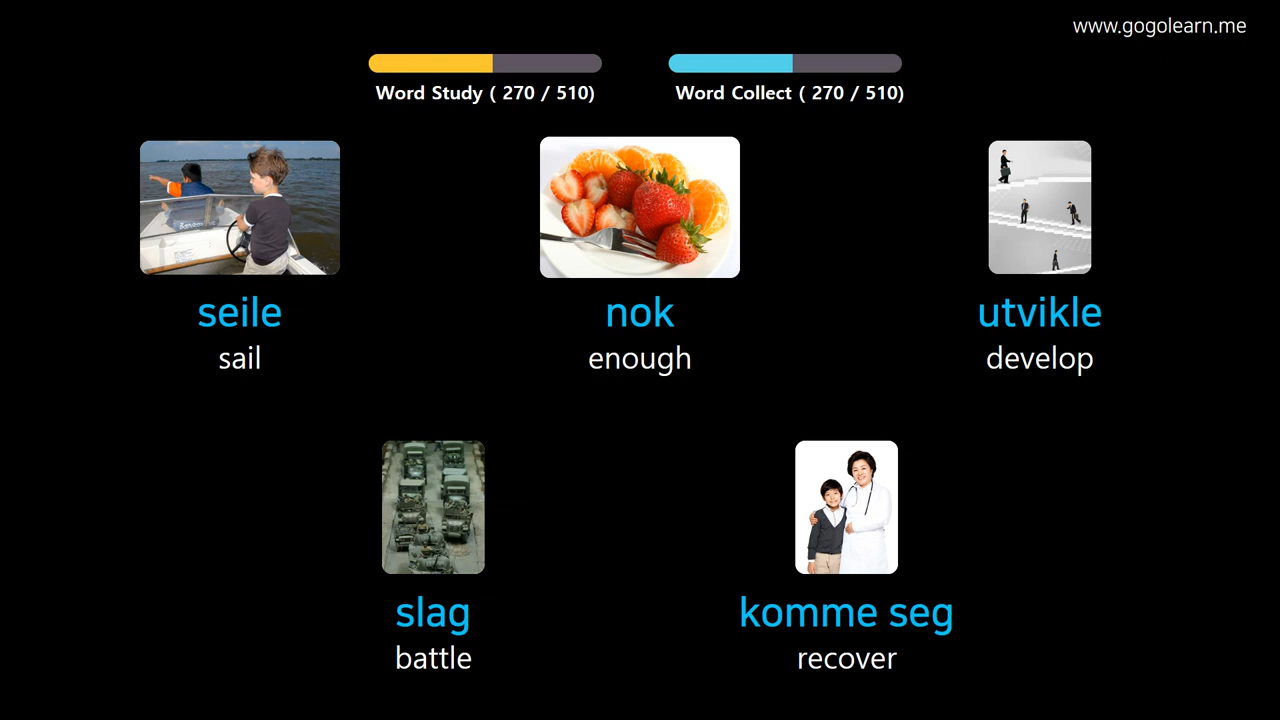 www.gogolearn.me
Word Study ( 270 / 510)
Word Collect ( 270 / 510)
seile
sail
nok
enough
utvikle
develop
slag
battle
komme seg
recover